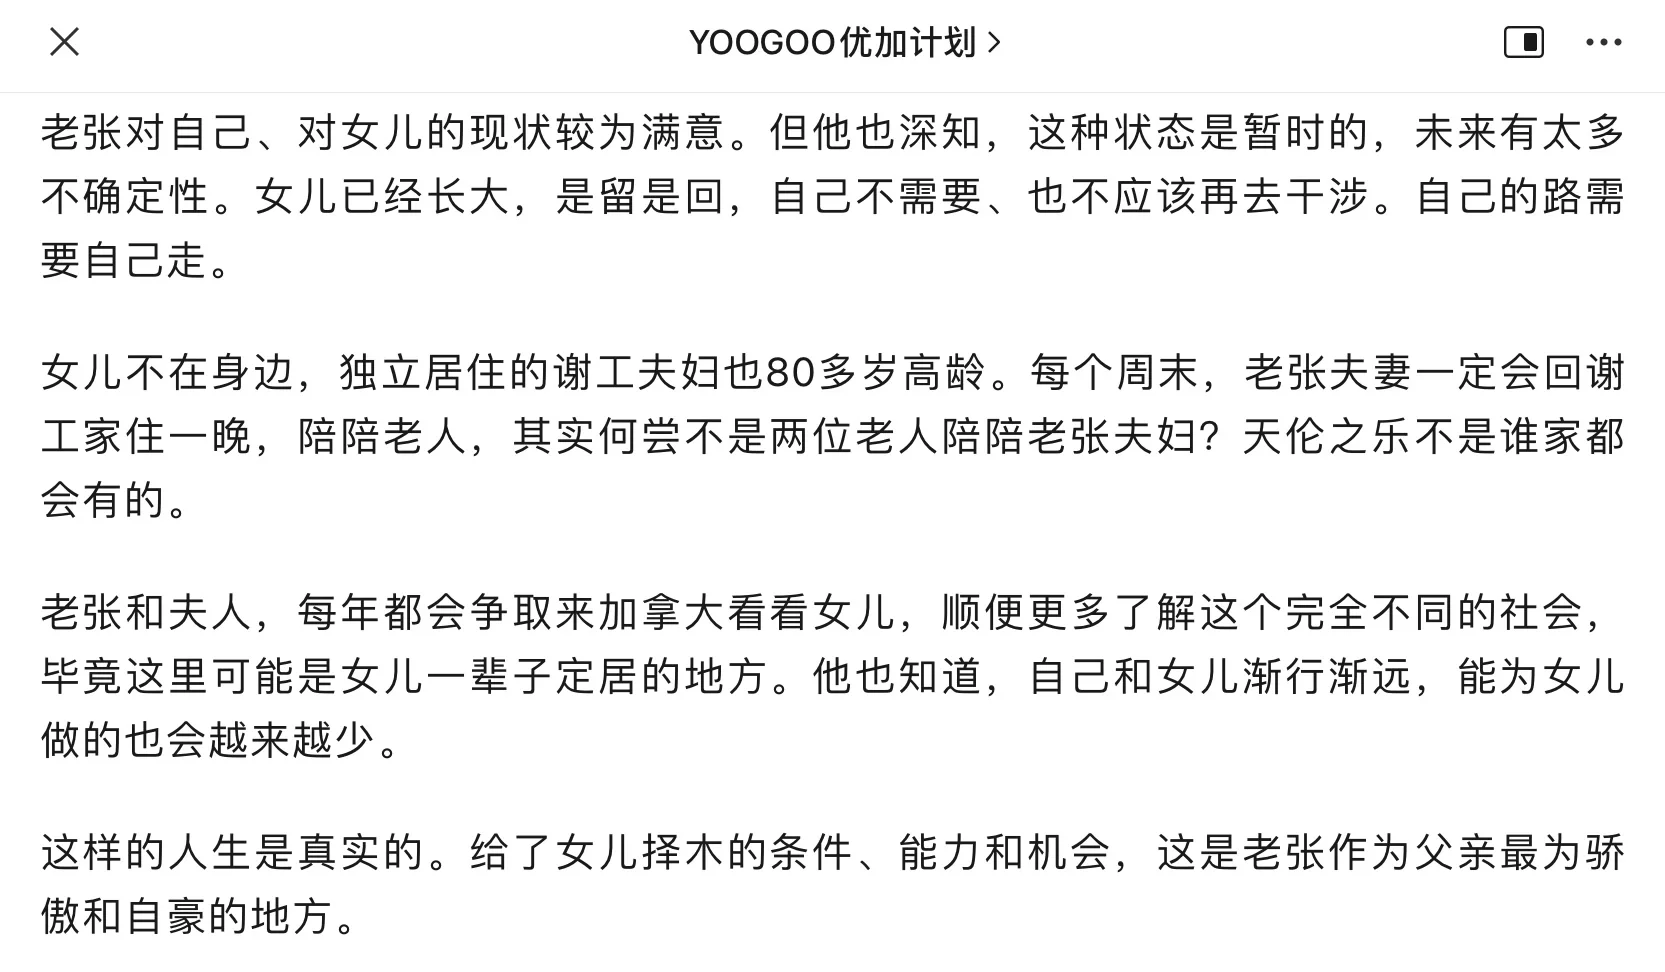 YOOGOO优加计划
老张对自己、对女儿的现状较为满意。但他也深知，这种状态是暂时的，未来有太多
不确定性。女儿已经长大，是留是回，自己不需要、也不应该再去干涉。自己的路需
要自己走。
女儿不在身边，独立居住的谢工夫妇也80多岁高龄。每个周末，老张夫妻一定会回谢
工家住一晚，陪陪老人，其实何尝不是两位老人陪陪老张夫妇？天伦之乐不是谁家都
会有的。
老张和夫人，每年都会争取来加拿大看看女儿，顺便更多了解这个完全不同的社会，
毕竟这里可能是女儿一辈子定居的地方。他也知道，自己和女儿渐行渐远，能为女儿
做的也会越来越少。
这样的人生是真实的。给了女儿择木的条件、能力和机会，这是老张作为父亲最为骄
傲和自豪的地方。